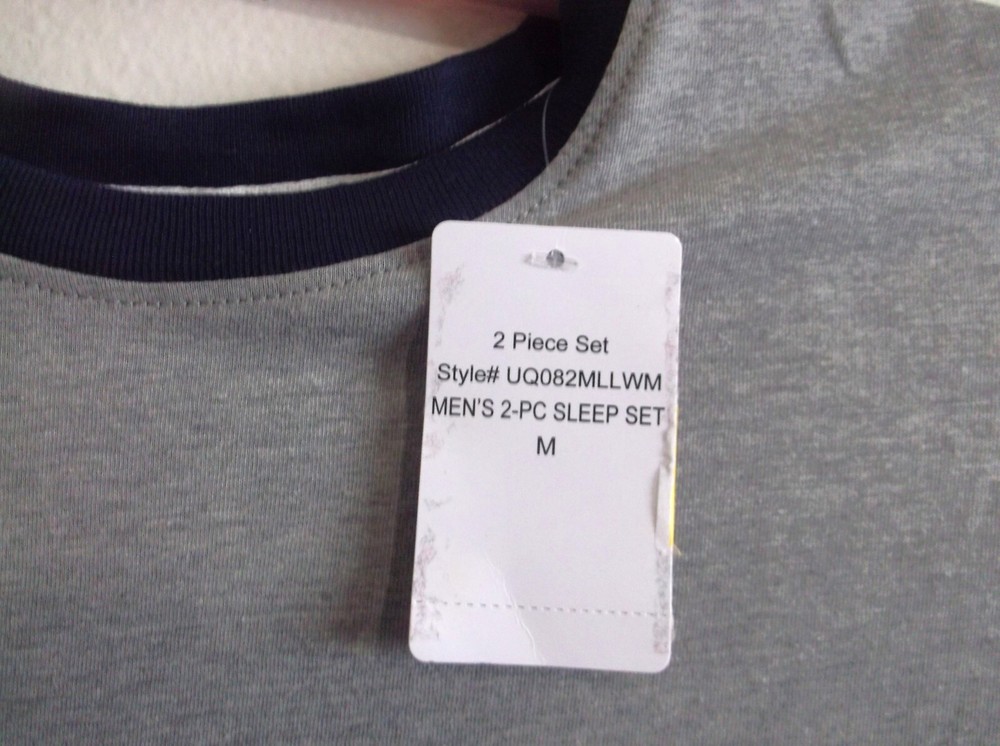 2 Piece Set
Style# UQ082MLLWM
MEN'S 2-PC SLEEP SET
M